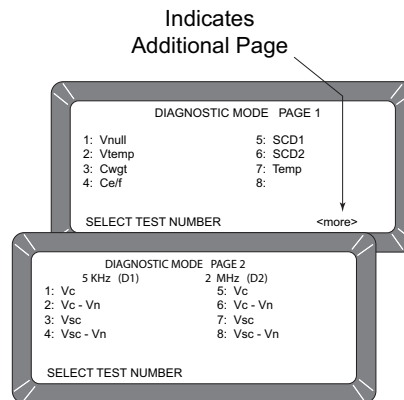 Indicates
Additional Page
DIAGNOSTIC MODE PAGE 1
1: Vnull 5: SCD1
2: Vtemp 6: SCD2
3: Cwgt 7: Temp
4: Ce/f 8:
SELECT TEST NUMBER <more>
DIAGNOSTIC MODE PAGE 2
5 KHz (D1) 2 MHz (D2)
1: Vc 5: Vc
2: Vc - Vn 6: Vc - Vn
3: Vsc 7: Vsc
4: Vsc - Vn 8: Vsc - Vn
SELECT TEST NUMBER